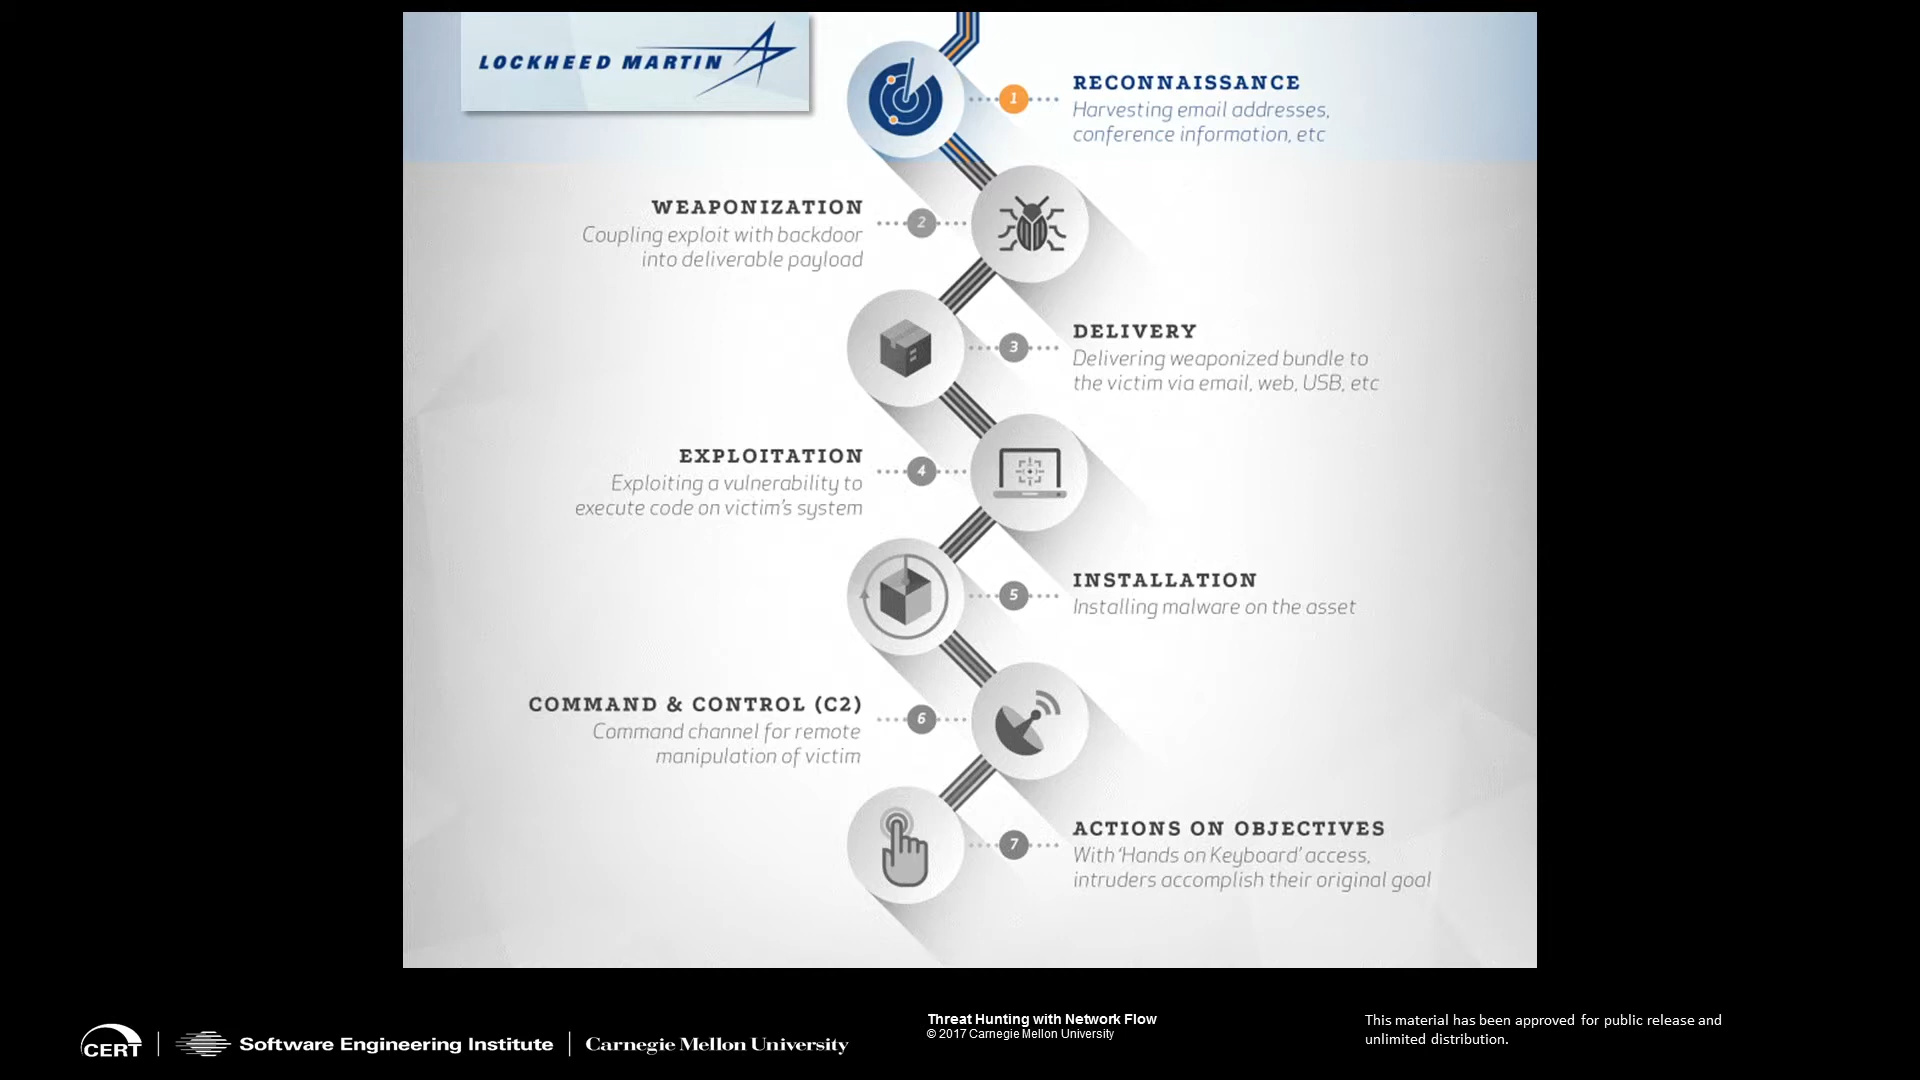 LOCKHEED MARTIN
1
RECONNAISSANCE
Harvesting email addresses,
conference information, etc
WEAPONIZATION
Coupling exploit with backdoor
into deliverable payload
2
3
DELIVERY
Delivering weaponized bundle to
the victim via email, web, USB, etc
EXPLOITATION
Exploiting a vulnerability to
execute code on victim's system
4
5
INSTALLATION
Installing malware on the asset
COMMAND & CONTROL (C2)
Command channel for remote
manipulation of victim
6
7
ACTIONS ON OBJECTIVES
With 'Hands on Keyboard' access,
intruders accomplish their original goal
CERT
Software Engineering Institute
Carnegie Mellon University
Threat Hunting with Network Flow
© 2017 Carnegie Mellon University
This material has been approved for public release and
unlimited distribution.